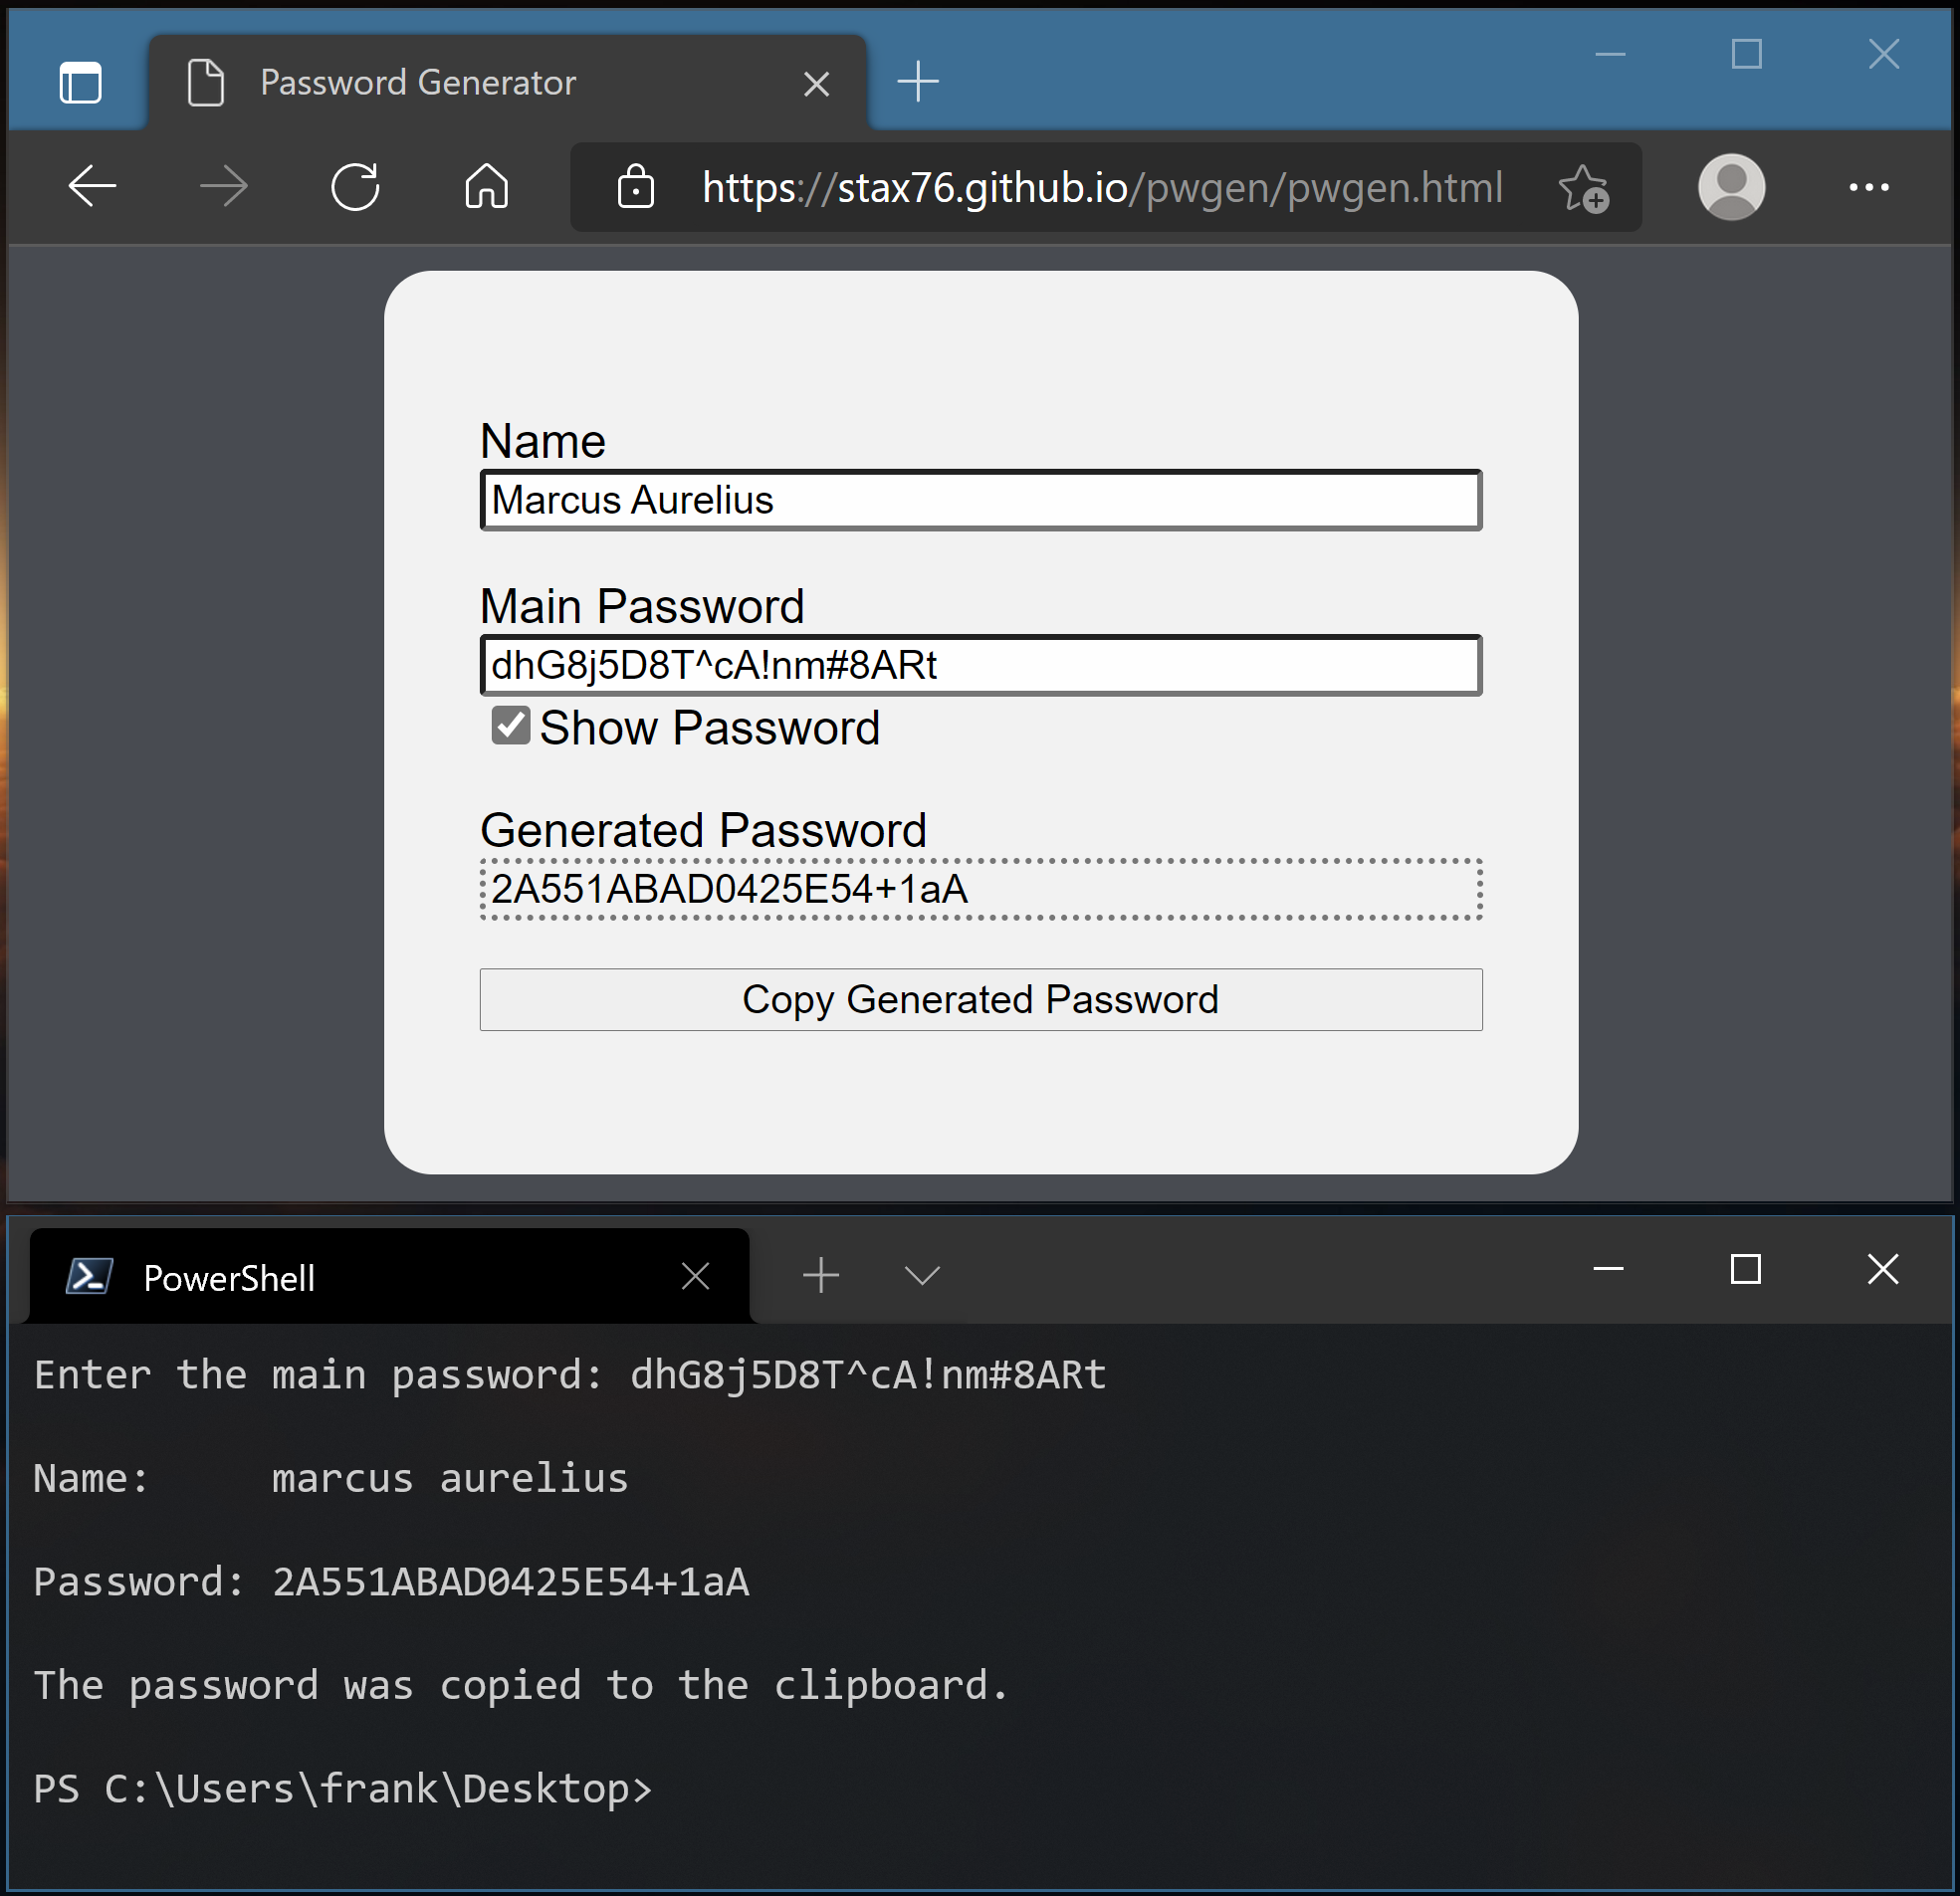 Password Generator
https://stax76.github.io/pwgen/pwgen.html
Name
Marcus Aurelius
Main Password
dhG8j5D8T^cA!nm#8ARt
Show Password
Generated Password
2A551ABAD0425E54+1aA
Copy Generated Password
PowerShell
Enter the main password: dhG8j5D8T^cA!nm#8ARt
Name:     marcus aurelius
Password: 2A551ABAD0425E54+1aA
The password was copied to the clipboard.
PS C:\Users\frank\Desktop>